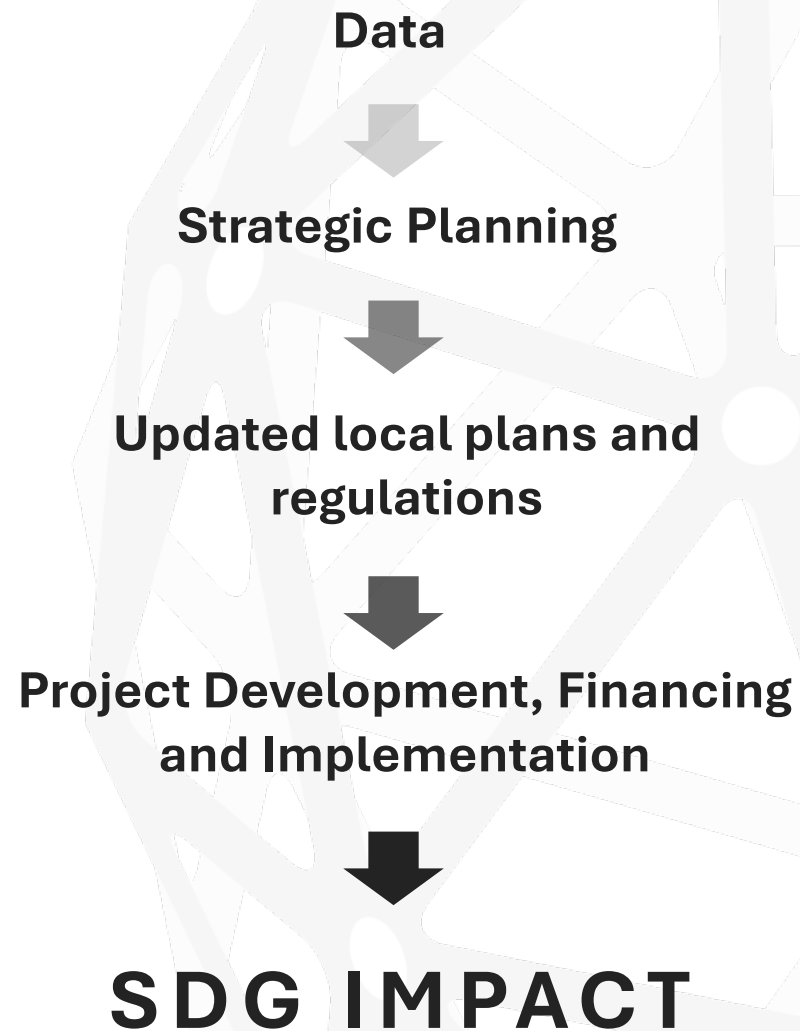 Data
Strategic Planning
Updated local plans and
regulations
Project Development, Financing
and Implementation
SDG IMPACT